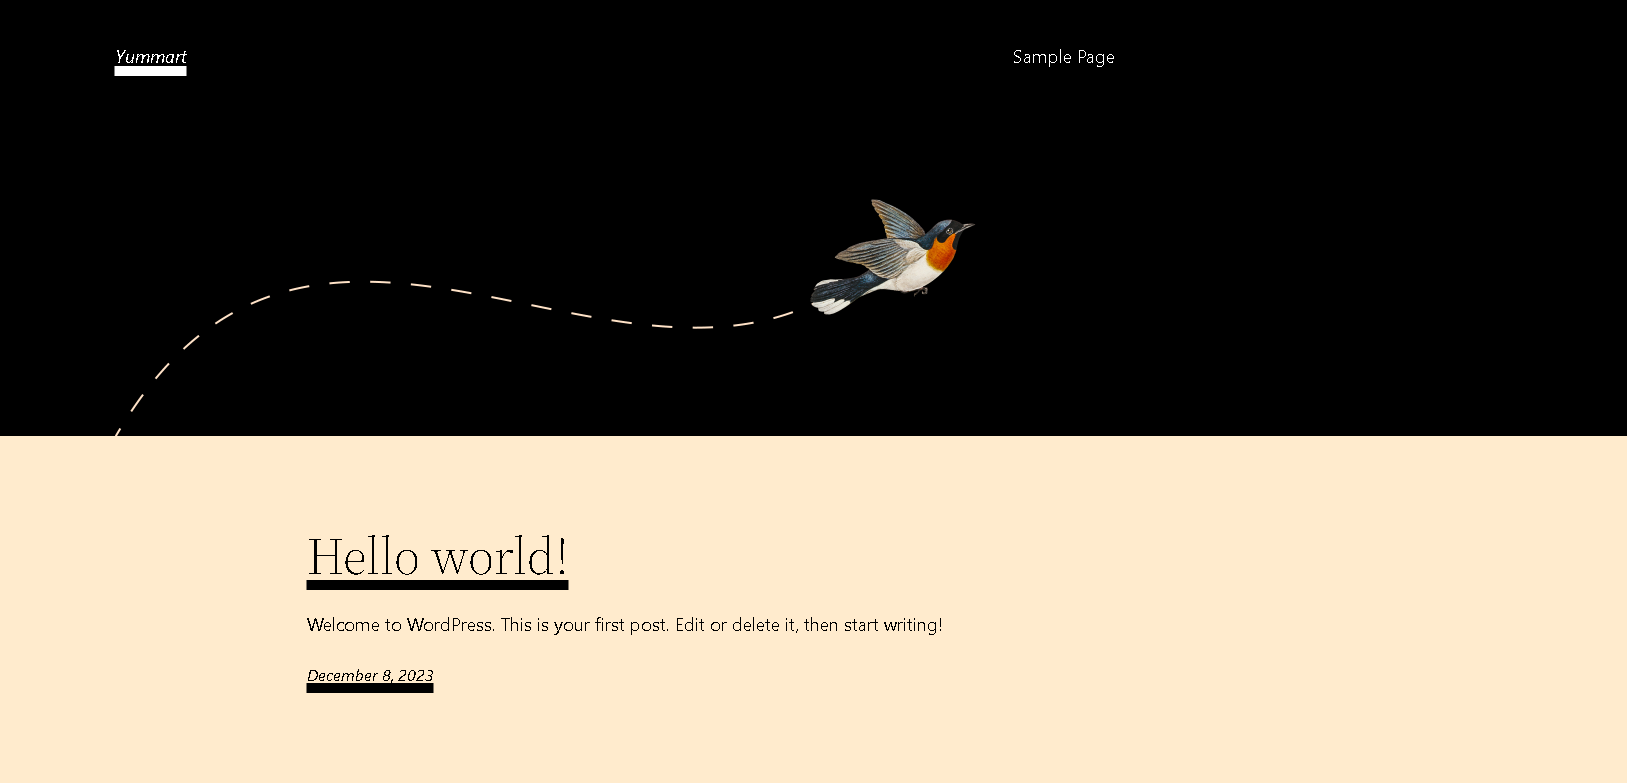 Yummart
Sample Page
Hello world!
Welcome to WordPress. This is your first post. Edit or delete it, then start writing!
December 8, 2023